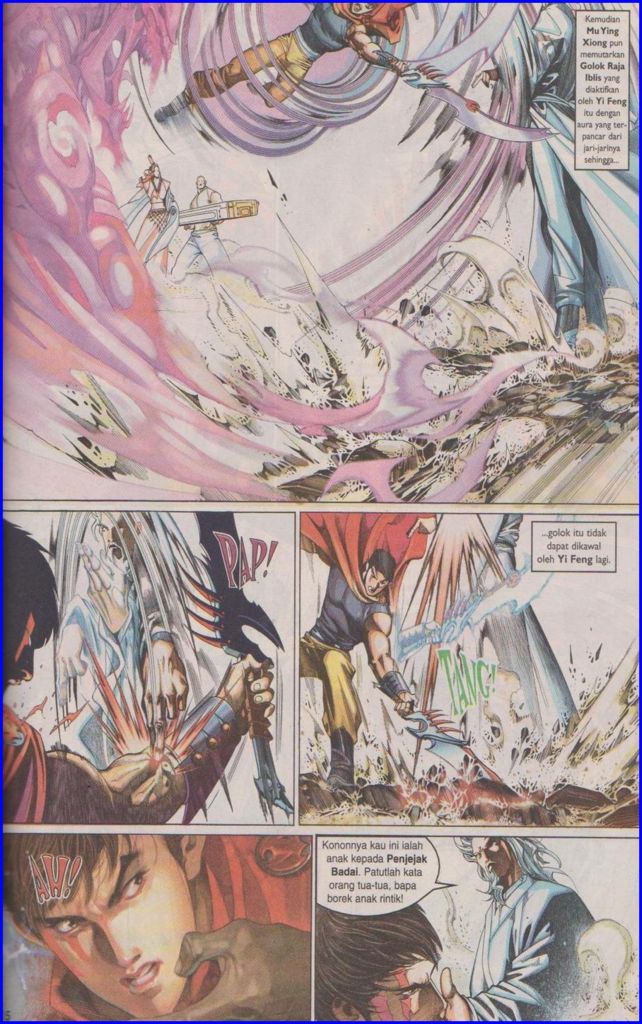 Kemudian
Mu Ying
Xiong pun
memutarkan
Golok Raja
Iblis yang
diaktifkan
oleh Yi Feng
itu dengan
aura yang ter-
pancar dari
jari-jarinya
sehingga...
PAP!
...golok itu tidak
dapat dikawal
oleh Yi Feng lagi.
TANG!
AH!
Kononnya kau ini ialah
anak kepada Penjejak
Badai. Patutlah kata
orang tua-tua, bapa
borek anak rintik!
5